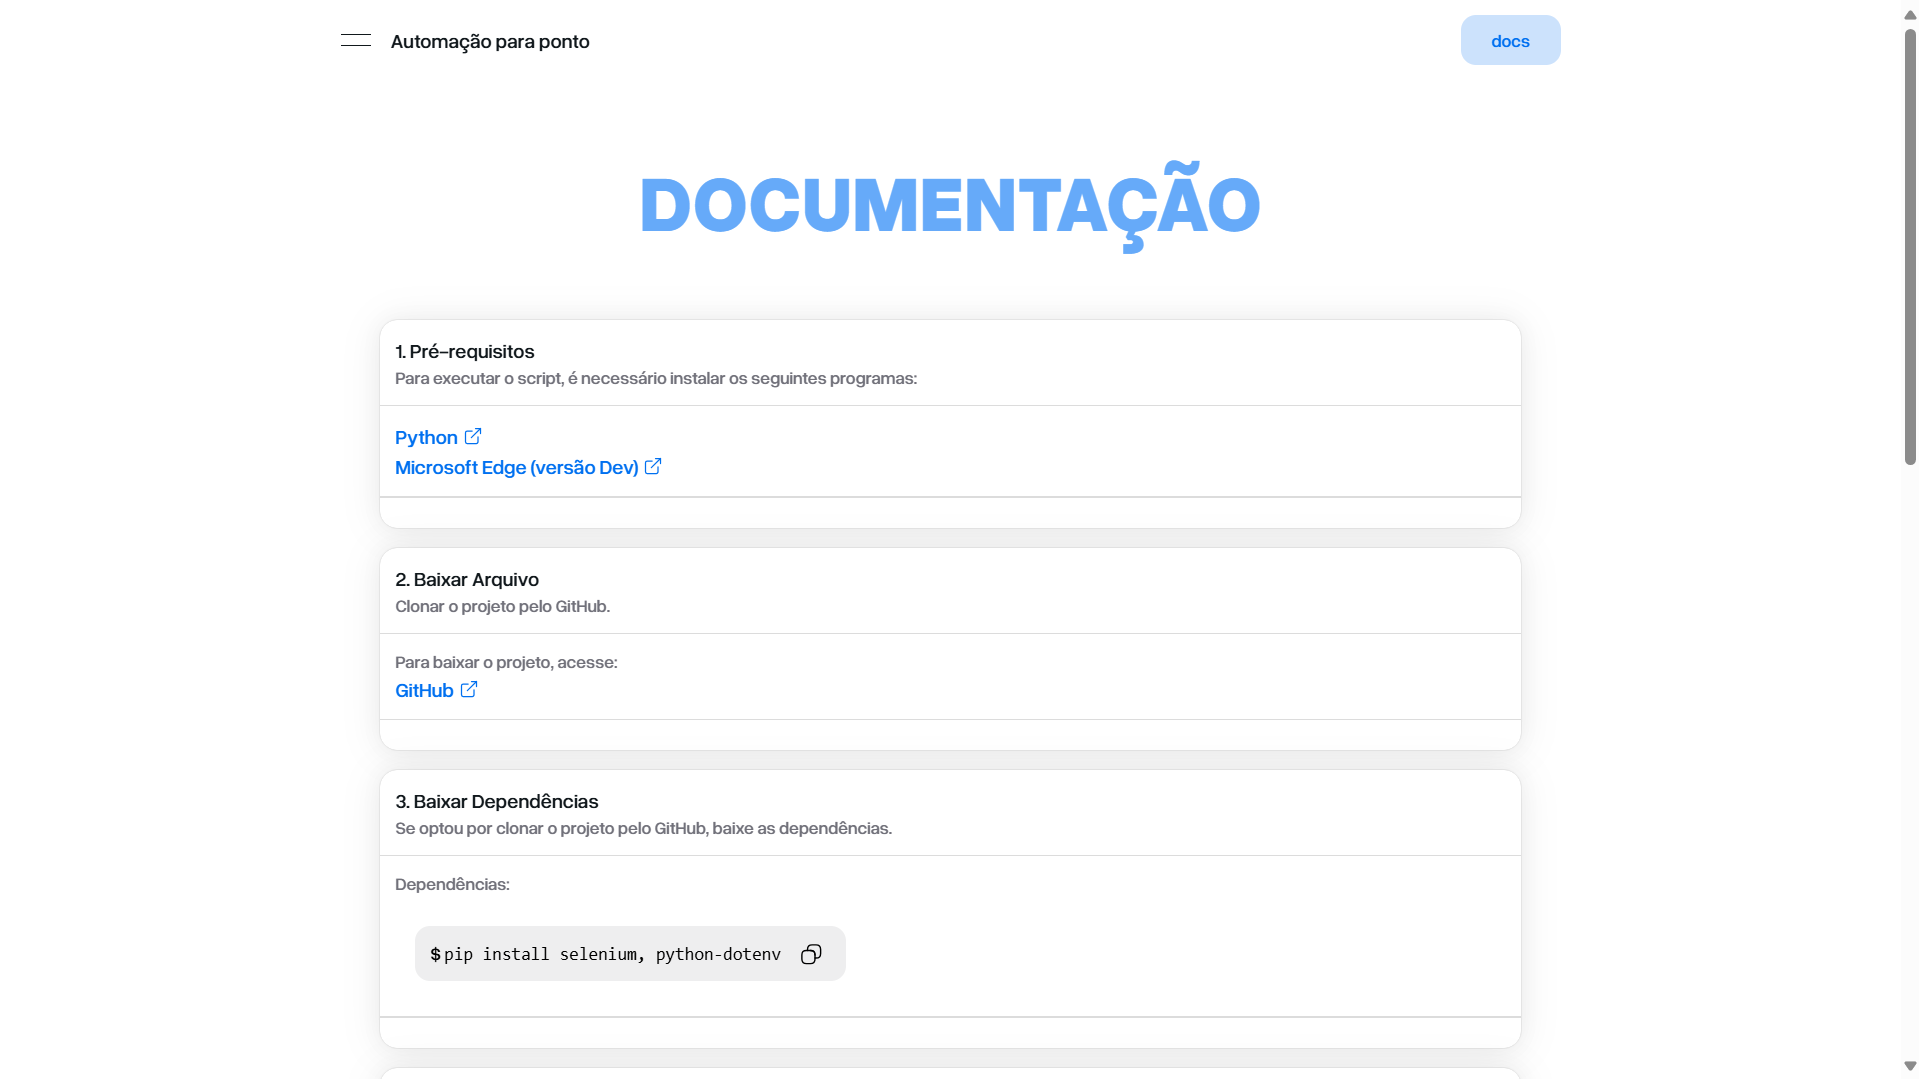 Automação para ponto
docs
DOCUMENTAÇÃO
1. Pré-requisitos
Para executar o script, é necessário instalar os seguintes programas:
Python
Microsoft Edge (versão Dev)
2. Baixar Arquivo
Clonar o projeto pelo GitHub.
Para baixar o projeto, acesse:
GitHub
3. Baixar Dependências
Se optou por clonar o projeto pelo GitHub, baixe as dependências.
Dependências:
$ pip install selenium, python-dotenv